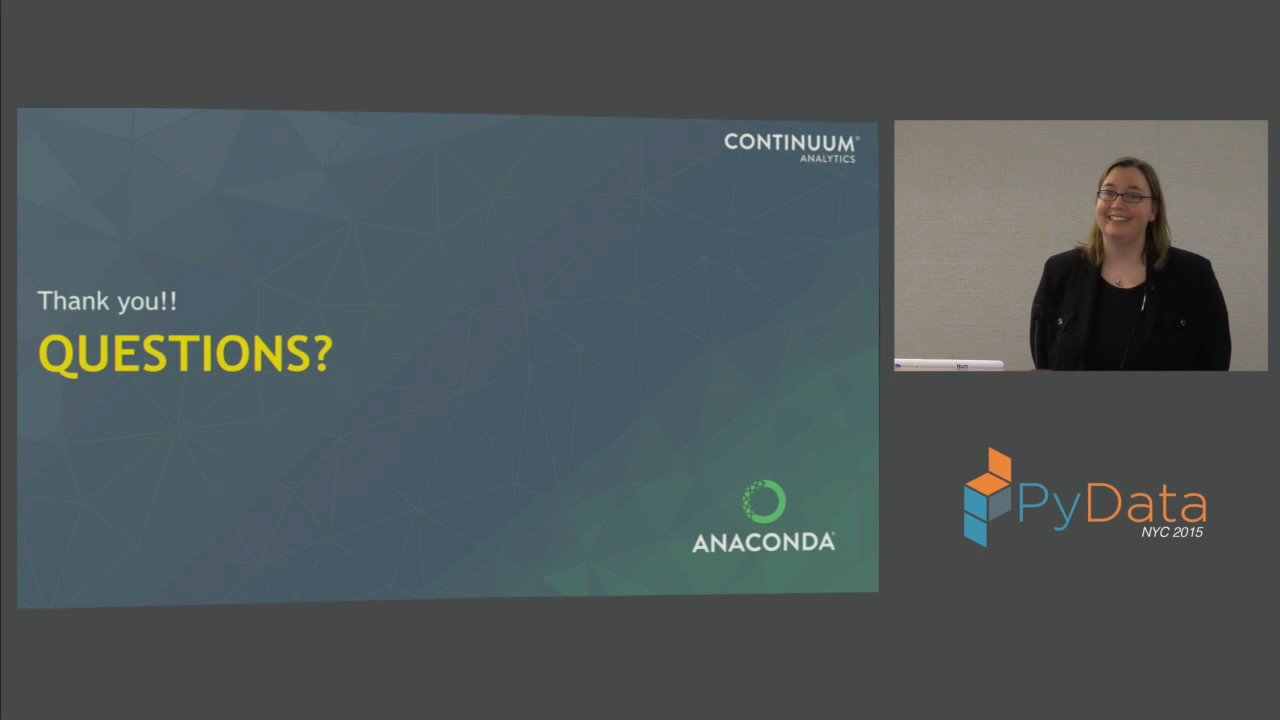 CONTINUUM®
ANALYTICS
Thank you!!
QUESTIONS?
ANACONDA
PyData
NYC 2015